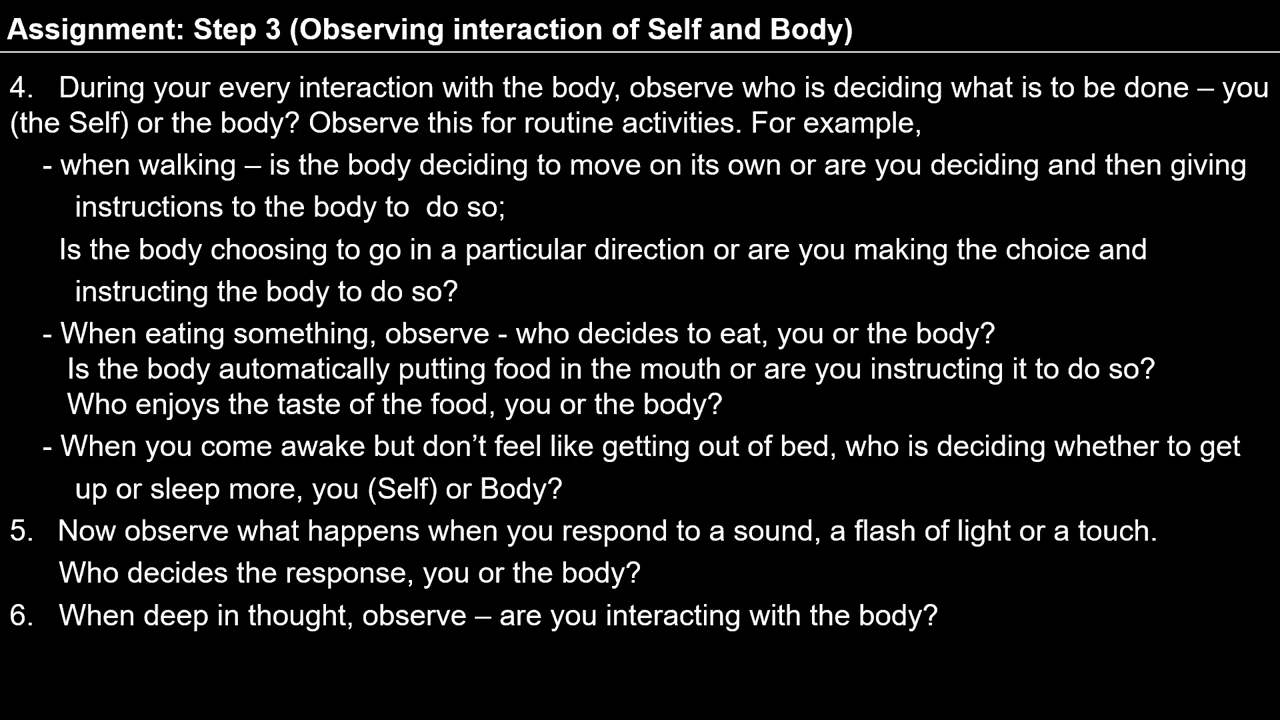 Assignment: Step 3 (Observing interaction of Self and Body)
4. During your every interaction with the body, observe who is deciding what is to be done – you
(the Self) or the body? Observe this for routine activities. For example,
- when walking – is the body deciding to move on its own or are you deciding and then giving
instructions to the body to do so;
Is the body choosing to go in a particular direction or are you making the choice and
instructing the body to do so?
- When eating something, observe - who decides to eat, you or the body?
Is the body automatically putting food in the mouth or are you instructing it to do so?
Who enjoys the taste of the food, you or the body?
- When you come awake but don’t feel like getting out of bed, who is deciding whether to get
up or sleep more, you (Self) or Body?
5. Now observe what happens when you respond to a sound, a flash of light or a touch.
Who decides the response, you or the body?
6. When deep in thought, observe – are you interacting with the body?